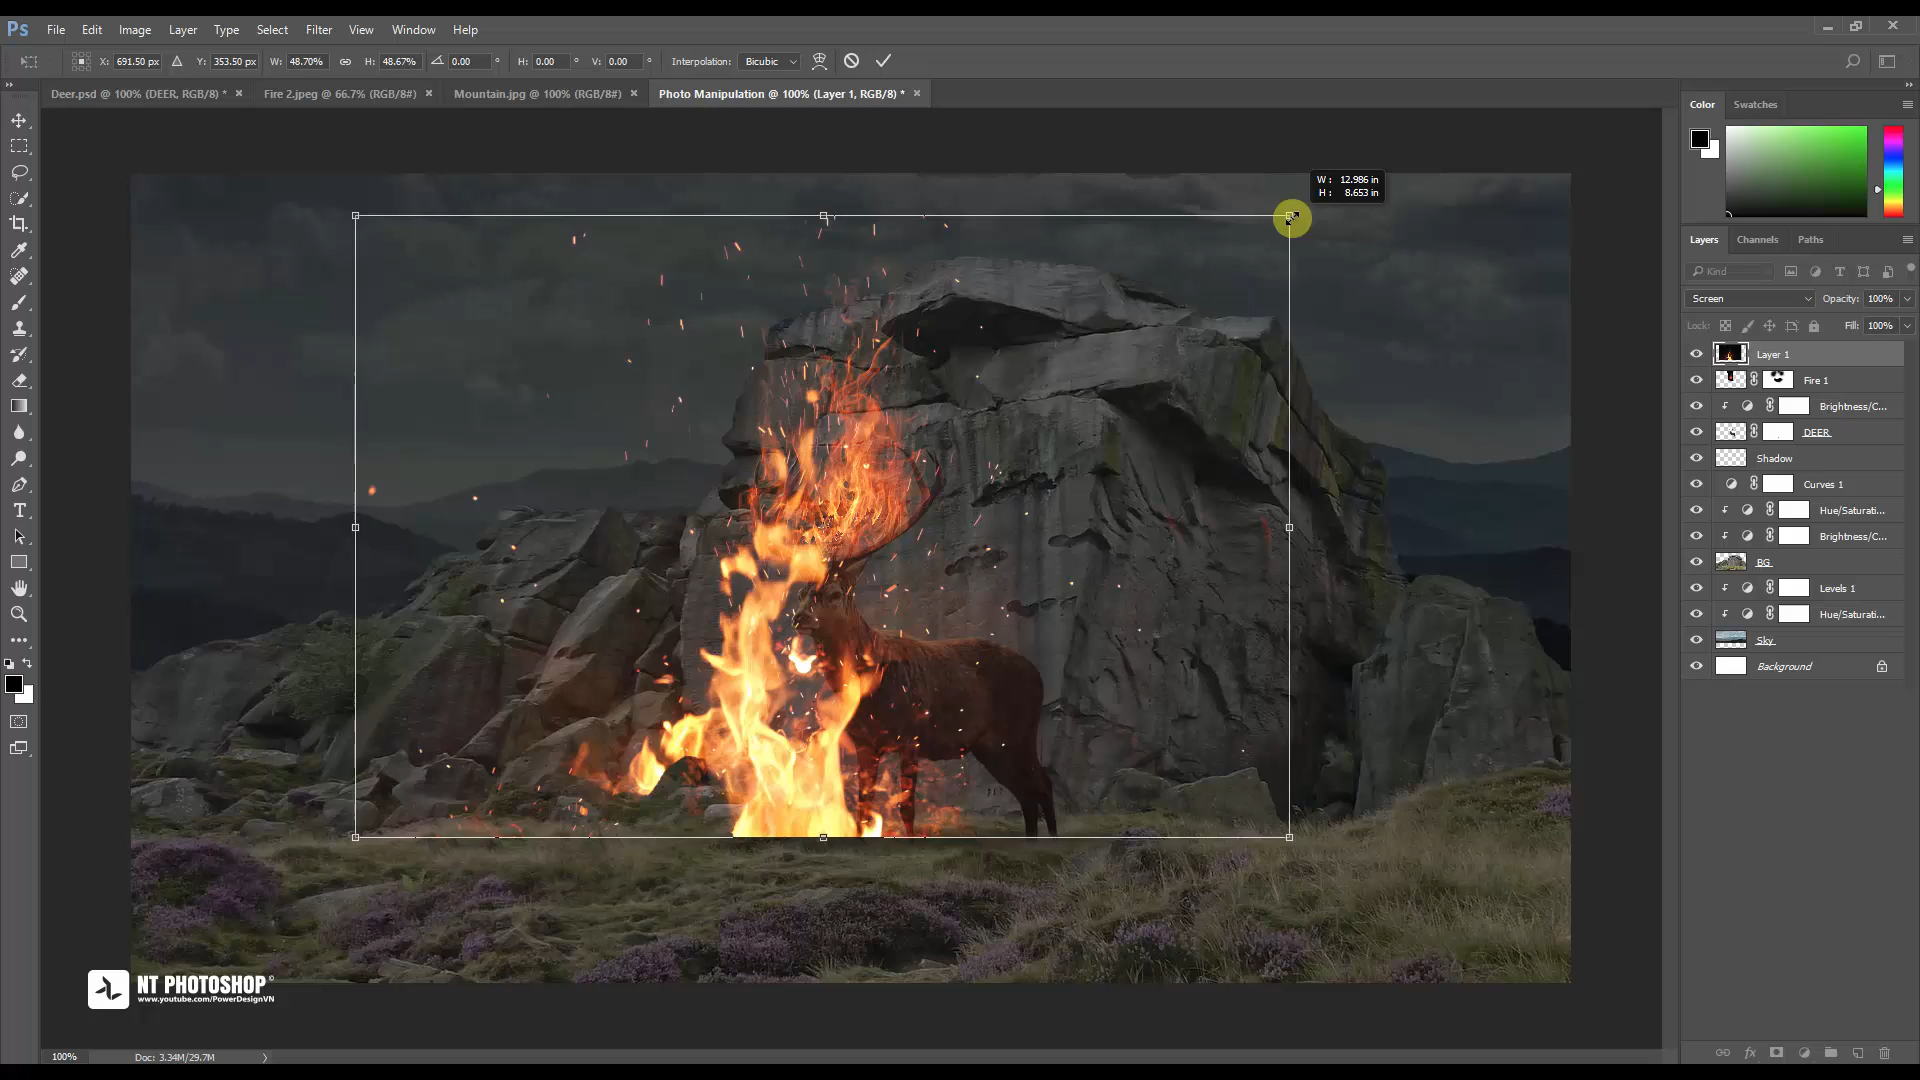 Ps File Edit Image Layer Type Select Filter View Window Help
X: 691.50 px Y: 353.50 px W: 48.70% H: 48.67% 0.00 ° H: 0.00 ° V: 0.00 ° Interpolation: Bicubic
Deer.psd @ 100% (DEER, RGB/8) * × Fire 2.jpeg @ 66.7% (RGB/8#) × Mountain.jpg @ 100% (RGB/8#) × Photo Manipulation @ 100% (Layer 1, RGB/8) * ×
Color Swatches
W : 12.986 in
H : 8.653 in
Layers Channels Paths
Kind
Screen Opacity: 100%
Lock: Fill: 100%
Layer 1
Fire 1
Brightness/C...
DEER
Shadow
Curves 1
Hue/Saturati...
Brightness/C...
BG
Levels 1
Hue/Saturati...
Sky
Background
NT PHOTOSHOP©
www.youtube.com/PowerDesignVN
100% Doc: 3.34M/29.7M